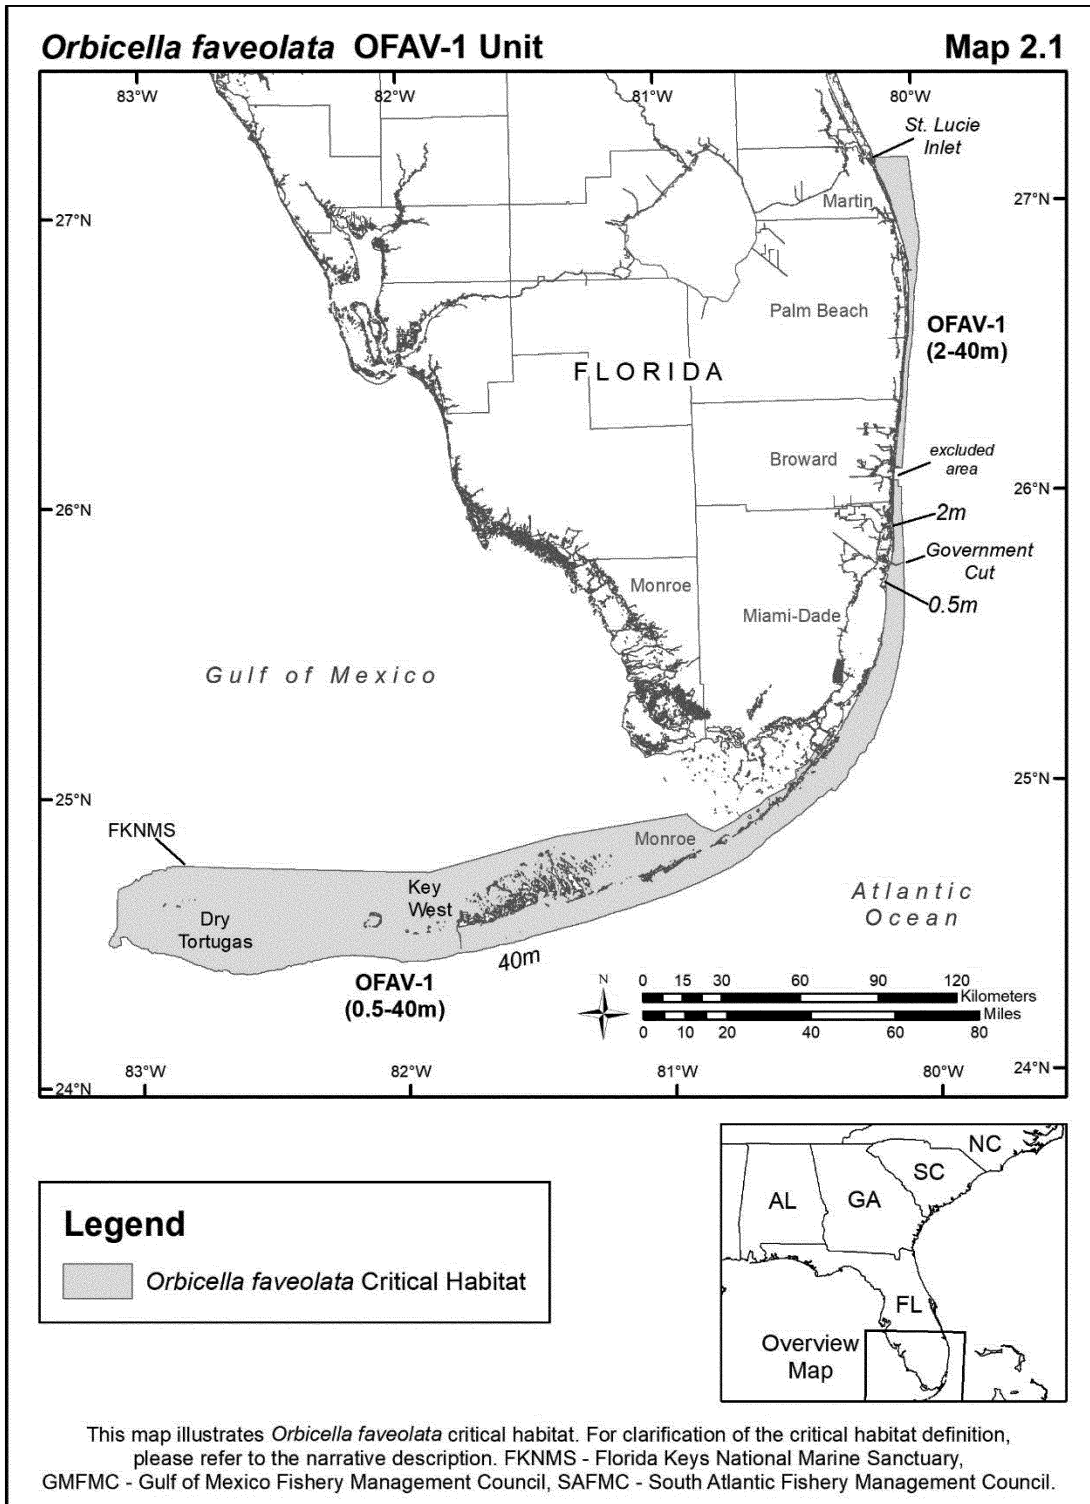 Orbicella faveolata OFAV-1 Unit
Map 2.1
83°W
82°W
81°W
80°W
St. Lucie
Inlet
27°N
27°N
Martin
Palm Beach
OFAV-1
(2-40m)
FLORIDA
Broward
excluded
area
26°N
26°N
2m
Government
Cut
Monroe
0.5m
Miami-Dade
Gulf of Mexico
25°N
25°N
FKNMS
Monroe
Key
West
Atlantic
Ocean
Dry
Tortugas
40m
OFAV-1
(0.5-40m)
N
0 15 30 60 90 120
Kilometers
Miles
0 10 20 40 60 80
83°W
82°W
81°W
80°W
24°N
24°N
Legend
Orbicella faveolata Critical Habitat
NC
SC
AL
GA
FL
Overview
Map
This map illustrates Orbicella faveolata critical habitat. For clarification of the critical habitat definition,
please refer to the narrative description. FKNMS - Florida Keys National Marine Sanctuary,
GMFMC - Gulf of Mexico Fishery Management Council, SAFMC - South Atlantic Fishery Management Council.